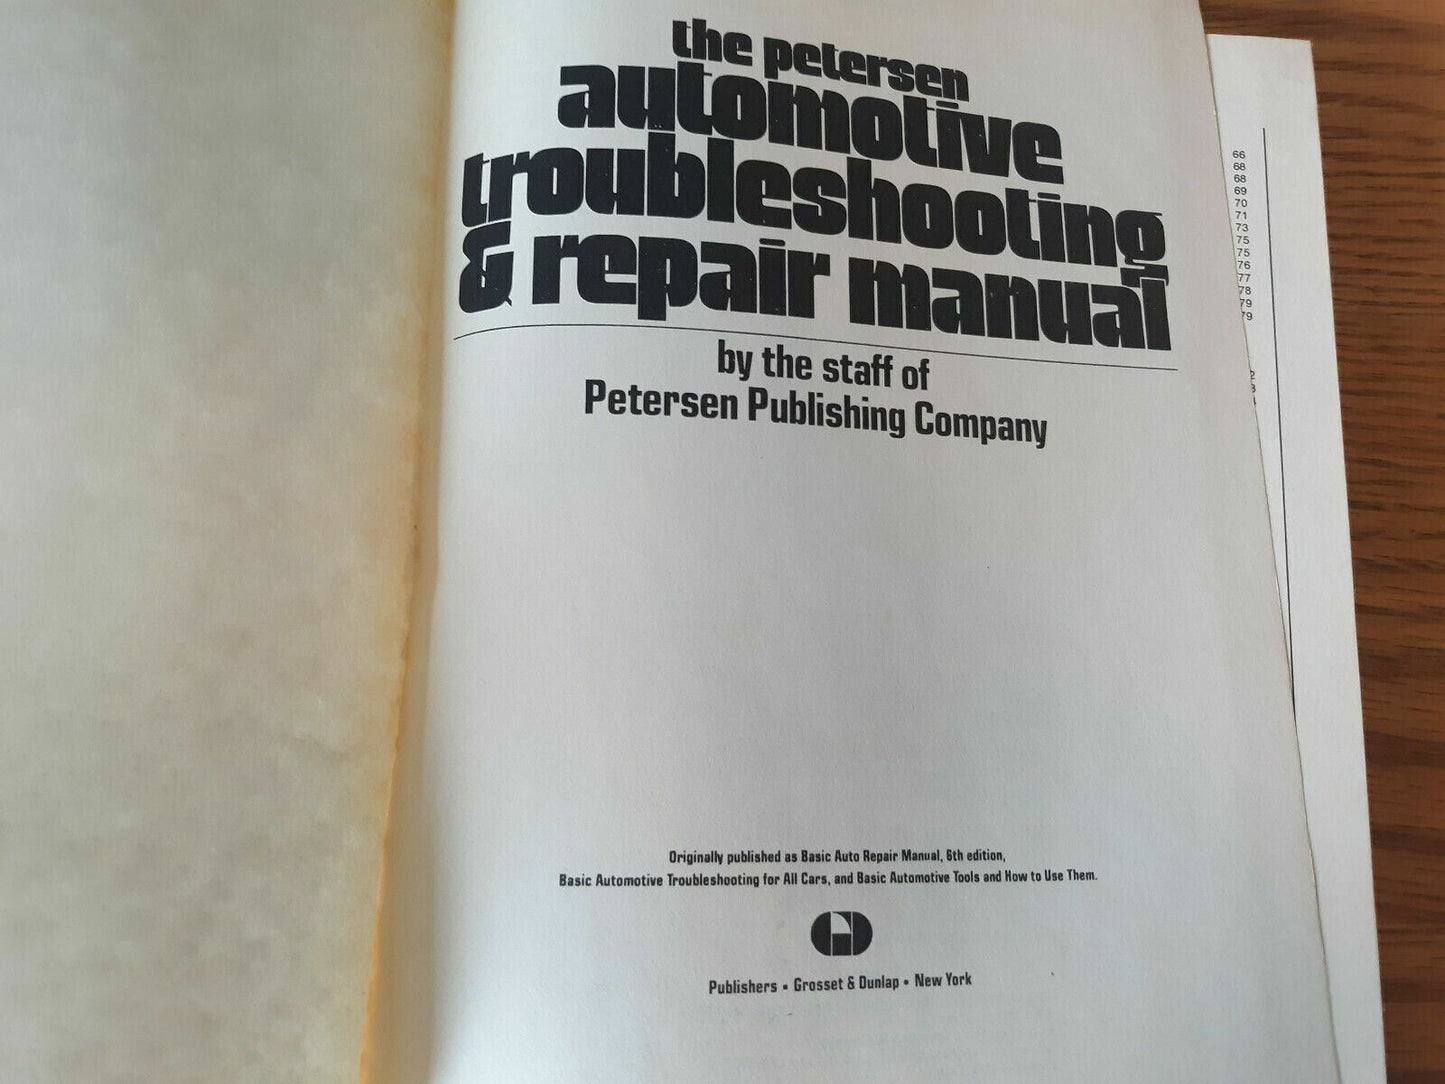 the petersen
automotive
troubleshooting
& repair manual
by the staff of
Petersen Publishing Company
Originally published as Basic Auto Repair Manual, 6th edition,
Basic Automotive Troubleshooting for All Cars, and Basic Automotive Tools and How to Use Them.
Publishers • Grosset & Dunlap • New York
66
68
68
69
70
71
73
75
75
76
77
78
79
79